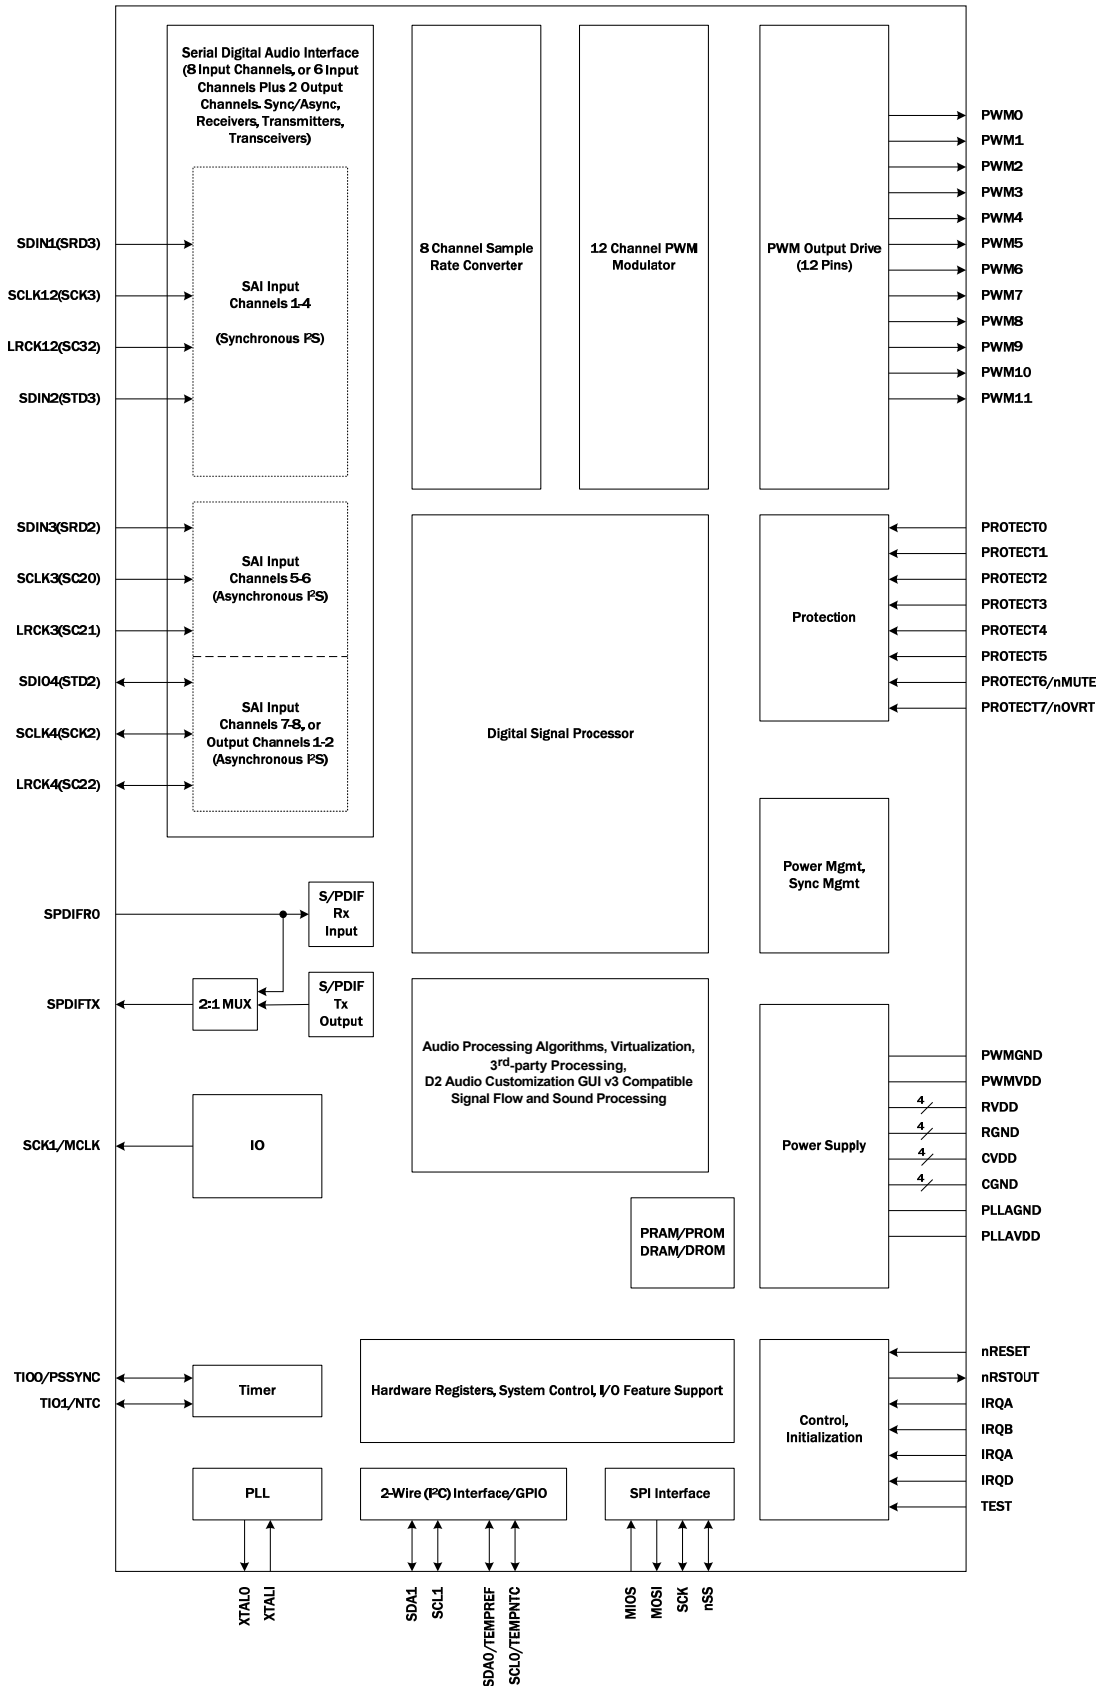 Serial Digital Audio Interface
(8 Input Channels, or 6 Input
Channels Plus 2 Output
Channels. Sync/Async,
Receivers, Transmitters,
Transceivers)
SDIN1(SRD3)
SCLK12(SCK3)
LRCK12(SC32)
SDIN2(STD3)
SAI Input
Channels 1-4
(Synchronous I²S)
SDIN3(SRD2)
SCLK3(SC20)
LRCK3(SC21)
SAI Input
Channels 5-6
(Asynchronous I²S)
SDIO4(STD2)
SCLK4(SCK2)
LRCK4(SC22)
SAI Input
Channels 7-8, or
Output Channels 1-2
(Asynchronous I²S)
8 Channel Sample
Rate Converter
12 Channel PWM
Modulator
PWM Output Drive
(12 Pins)
PWM0
PWM1
PWM2
PWM3
PWM4
PWM5
PWM6
PWM7
PWM8
PWM9
PWM10
PWM11
Digital Signal Processor
Protection
PROTECT0
PROTECT1
PROTECT2
PROTECT3
PROTECT4
PROTECT5
PROTECT6/nMUTE
PROTECT7/nOVRT
Power Mgmt,
Sync Mgmt
SPDIFR0
S/PDIF
Rx
Input
SPDIFTX
2:1 MUX
S/PDIF
Tx
Output
Audio Processing Algorithms, Virtualization,
3rd-party Processing,
D2 Audio Customization GUI v3 Compatible
Signal Flow and Sound Processing
SCK1/MCLK
IO
PRAM/PROM
DRAM/DROM
Power Supply
PWMGND
PWMVDD
4
RVDD
4
RGND
4
CVDD
4
CGND
PLLAGND
PLLAVDD
TIO0/PSSYNC
TIO1/NTC
Timer
Hardware Registers, System Control, I/O Feature Support
Control,
Initialization
nRESET
nRSTOUT
IRQA
IRQB
IRQA
IRQD
TEST
PLL
2-Wire (I²C) Interface/GPIO
SPI Interface
XTALO
XTALI
SDA1
SCL1
SDA0/TEMPREF
SCL0/TEMPNTC
MIOS
MOSI
SCK
nSS